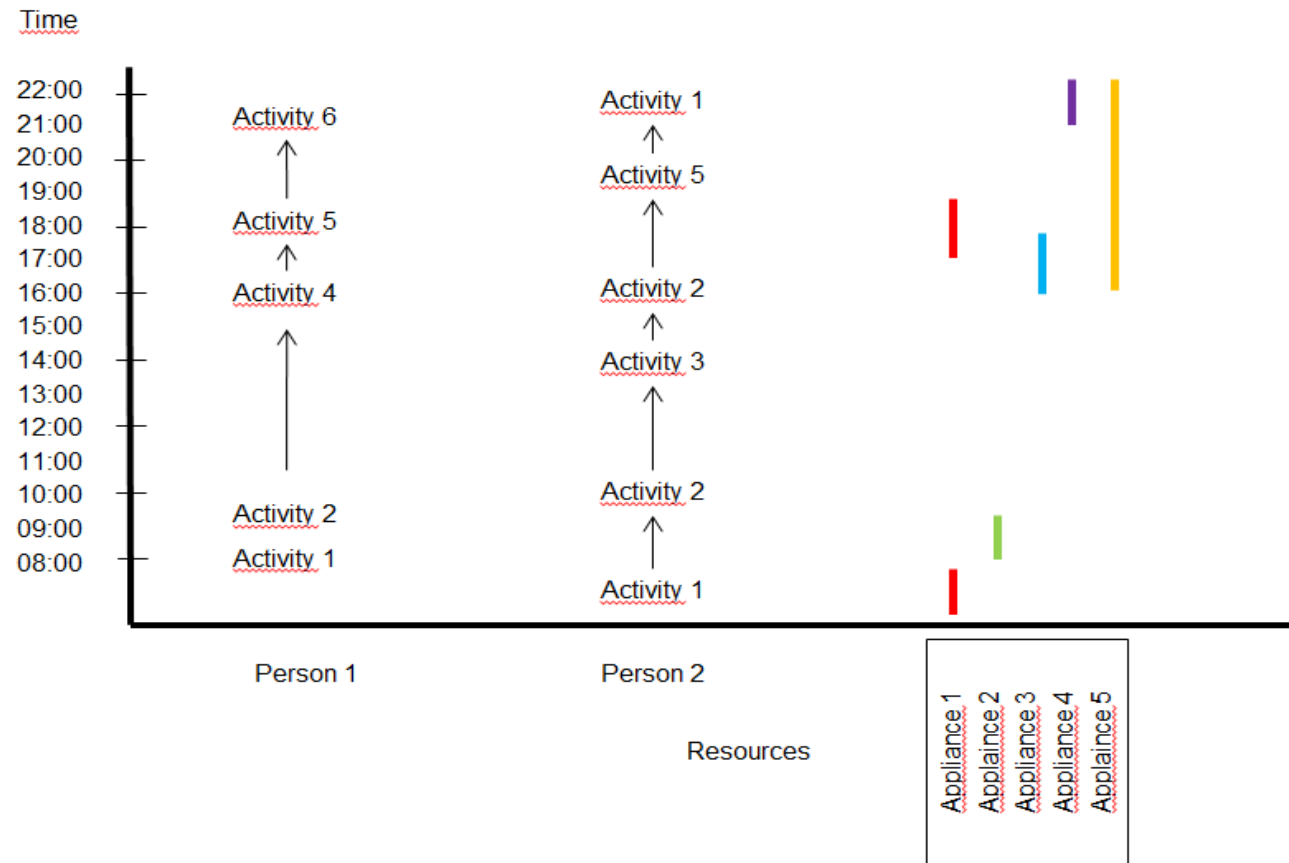 Time
22:00
21:00
20:00
19:00
18:00
17:00
16:00
15:00
14:00
13:00
12:00
11:00
10:00
09:00
08:00
Activity 6
Activity 5
Activity 4
Activity 2
Activity 1
Activity 1
Activity 5
Activity 2
Activity 3
Activity 2
Activity 1
Person 1
Person 2
Resources
Appliance 1
Applaince 2
Appliance 3
Appliance 4
Applaince 5